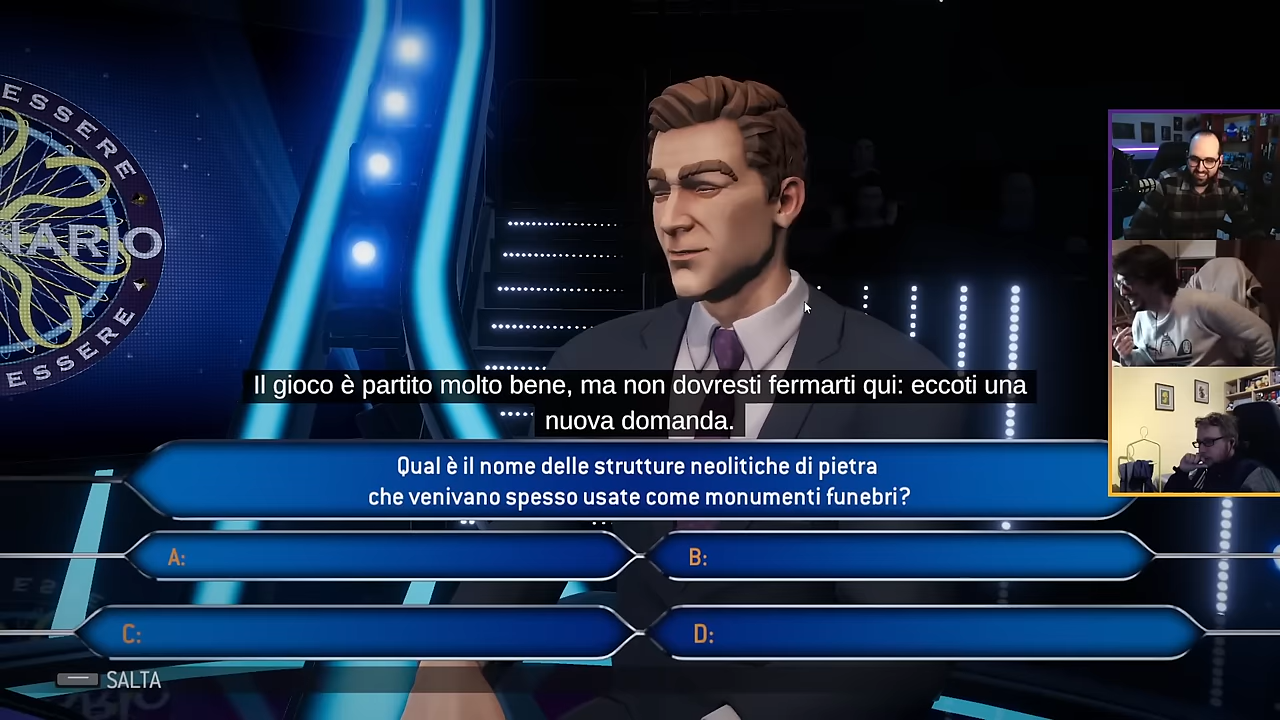 ESSERE
NARIO
ESSERE
Il gioco è partito molto bene, ma non dovresti fermarti qui: eccoti una
nuova domanda.
Qual è il nome delle strutture neolitiche di pietra
che venivano spesso usate come monumenti funebri?
A:
B:
C:
D:
SALTA